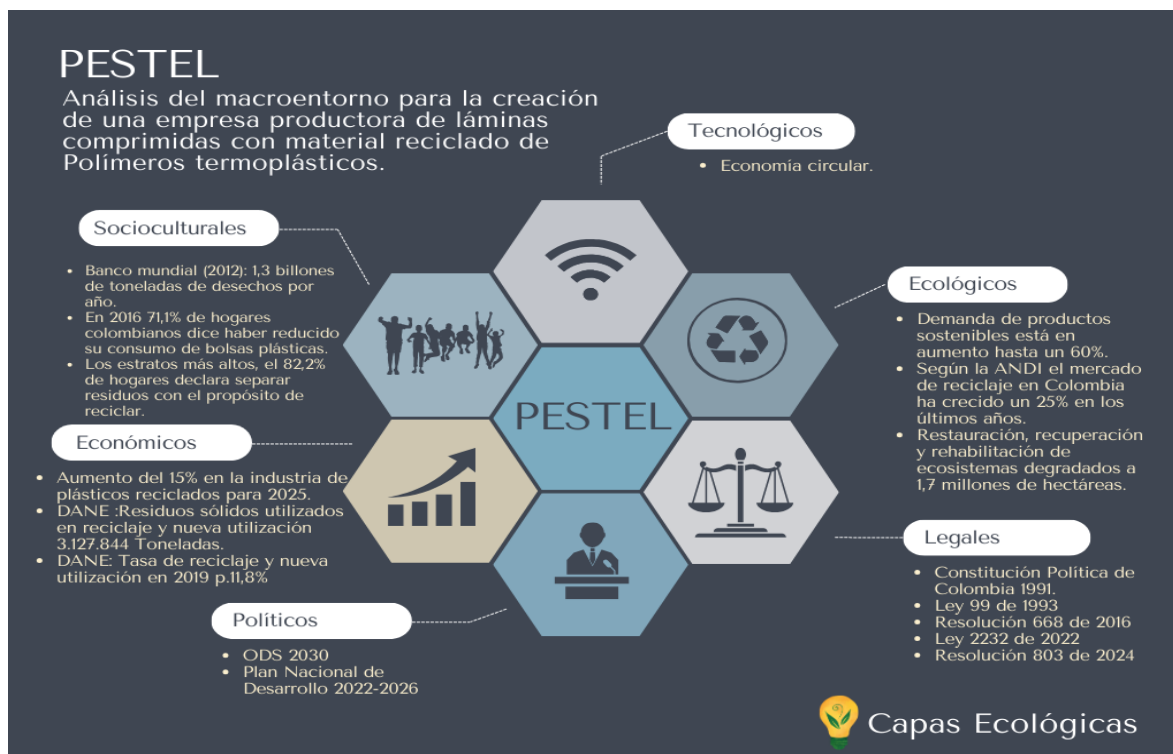 PESTEL
Análisis del macroentorno para la creación
de una empresa productora de láminas
comprimidas con material reciclado de
Polímeros termoplásticos.
Tecnológicos
• Economía circular.
Socioculturales
• Banco mundial (2012): 1,3 billones
de toneladas de desechos por
año.
• En 2016 71,1% de hogares
colombianos dice haber reducido
su consumo de bolsas plásticas.
• Los estratos más altos, el 82,2%
de hogares declara separar
residuos con el propósito de
reciclar.
Ecológicos
• Demanda de productos
sostenibles está en
aumento hasta un 60%.
• Según la ANDI el mercado
de reciclaje en Colombia
ha crecido un 25% en los
últimos años.
• Restauración, recuperación
y rehabilitación de
ecosistemas degradados a
1,7 millones de hectáreas.
PESTEL
Económicos
• Aumento del 15% en la industria de
plásticos reciclados para 2025.
• DANE :Residuos sólidos utilizados
en reciclaje y nueva utilización
3.127.844 Toneladas.
• DANE: Tasa de reciclaje y nueva
utilización en 2019 p.11,8%
Legales
• Constitución Política de
Colombia 1991.
• Ley 99 de 1993
• Resolución 668 de 2016
• Ley 2232 de 2022
• Resolución 803 de 2024
Políticos
• ODS 2030
• Plan Nacional de
Desarrollo 2022-2026
Capas Ecológicas